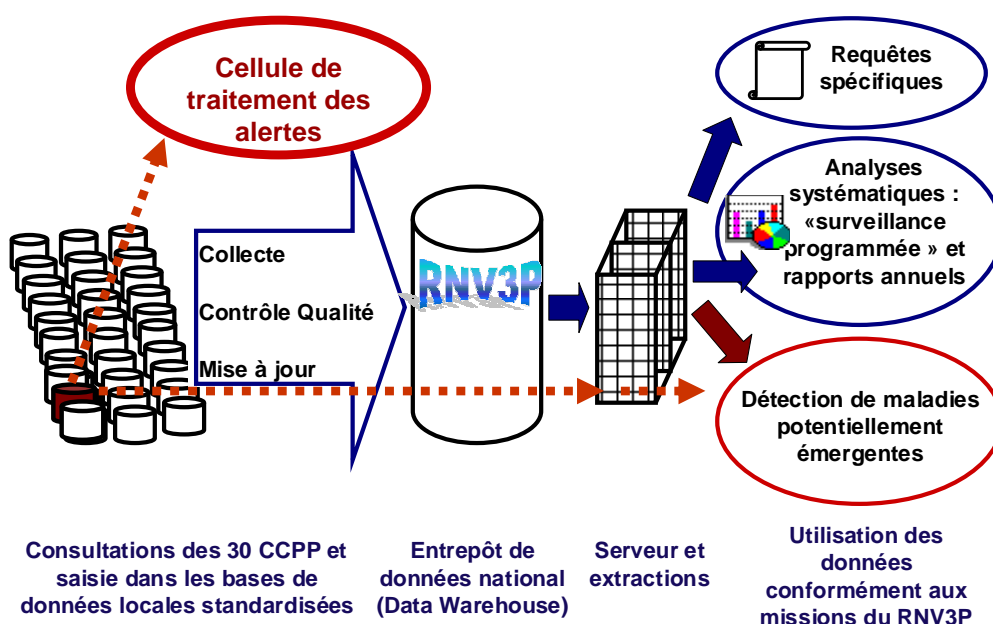 Cellule de
traitement des
alertes
Requêtes
spécifiques
Analyses
systématiques :
«surveillance
programmée » et
rapports annuels
Collecte
Contrôle Qualité
Mise à jour
RNV3P
Détection de maladies
potentiellement
émergentes
Consultations des 30 CCPP et
saisie dans les bases de
données locales standardisées
Entrepôt de
données national
(Data Warehouse)
Serveur et
extractions
Utilisation des
données
conformément aux
missions du RNV3P